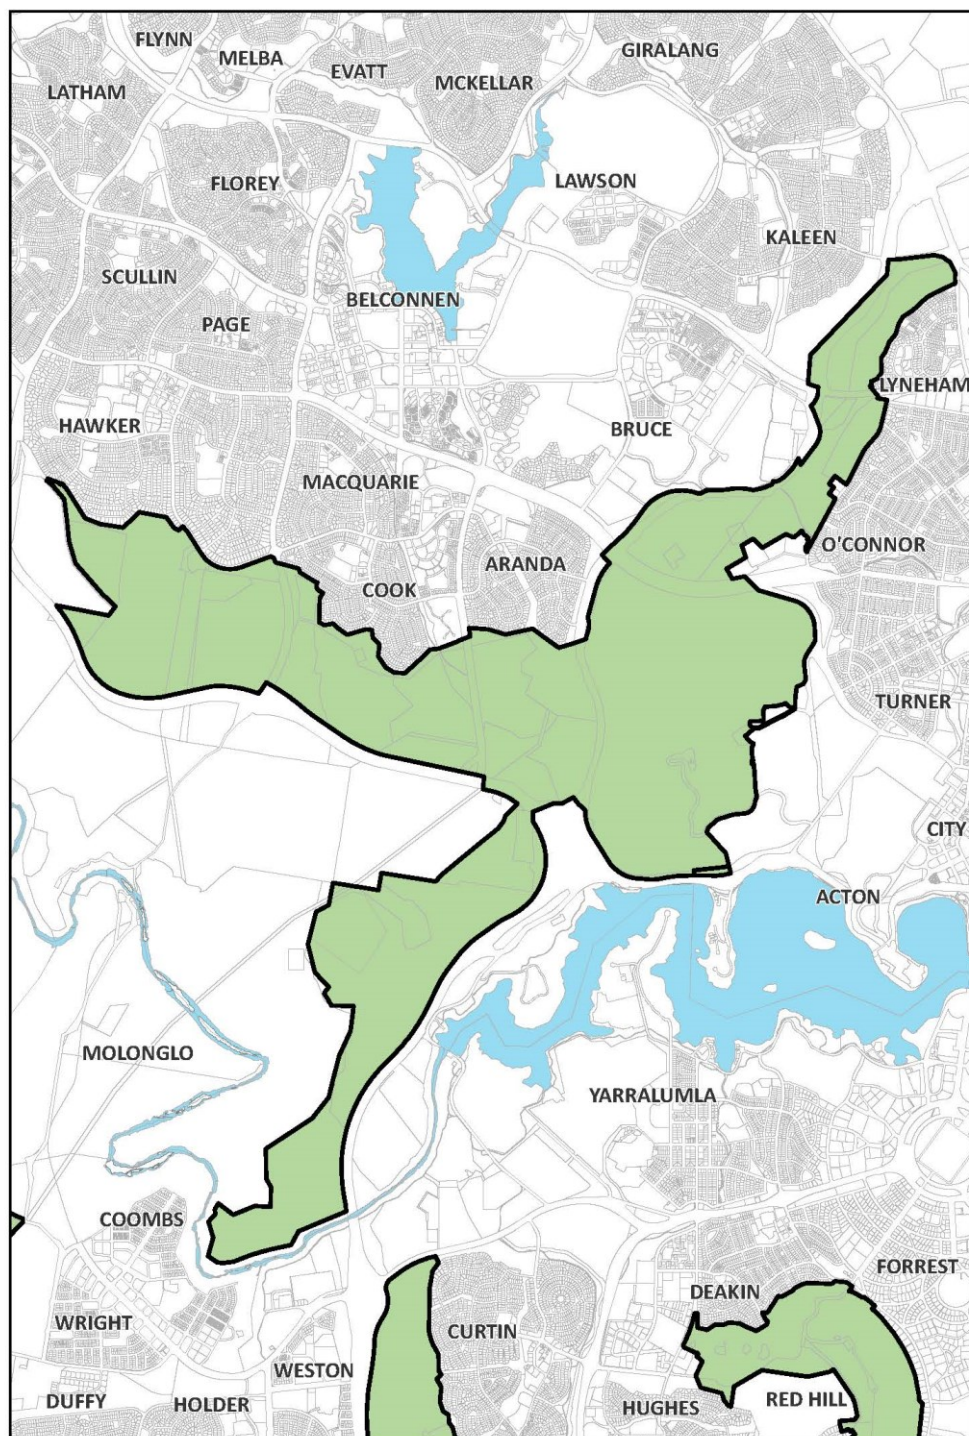 FLYNN
MELBA
EVATT
GIRALANG
MCKELLAR
LATHAM
FLOREY
LAWSON
KALEEN
SCULLIN
BELCONNEN
PAGE
LYNEHAM
HAWKER
BRUCE
MACQUARIE
O'CONNOR
ARANDA
COOK
TURNER
CITY
ACTON
MOLONGLO
YARRALUMLA
COOMBS
FORREST
DEAKIN
WRIGHT
CURTIN
WESTON
DUFFY
HOLDER
HUGHES
RED HILL